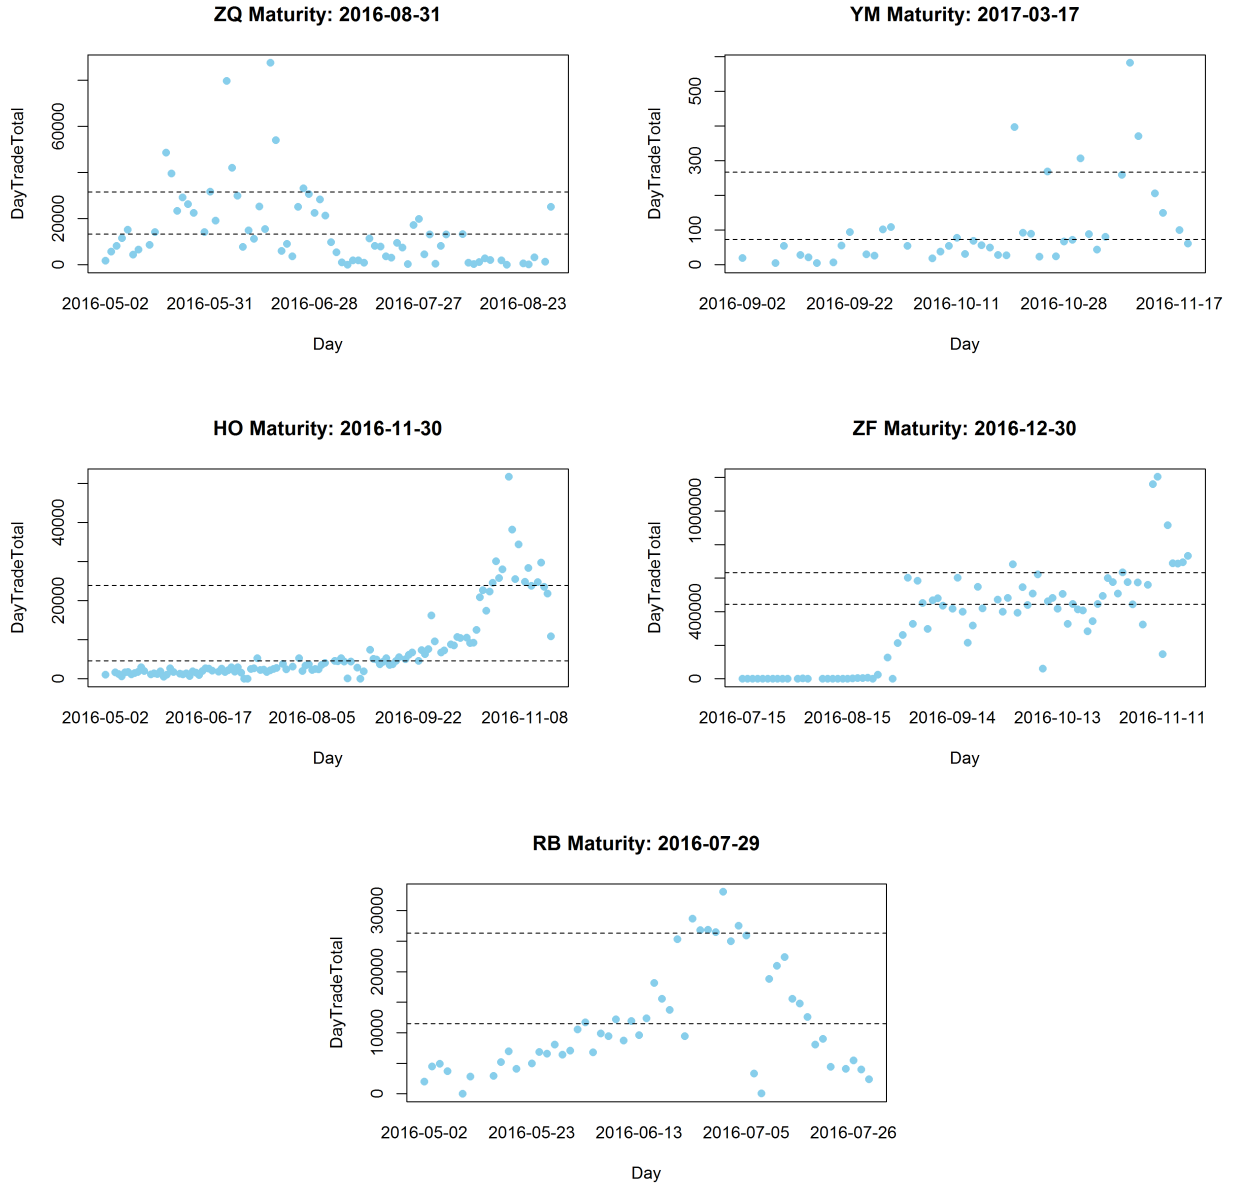 ZQ Maturity: 2016-08-31
DayTradeTotal
60000
20000
0
2016-05-02 2016-05-31 2016-06-28 2016-07-27 2016-08-23
Day
YM Maturity: 2017-03-17
DayTradeTotal
500
300
100
0
2016-09-02 2016-09-22 2016-10-11 2016-10-28 2016-11-17
Day
HO Maturity: 2016-11-30
DayTradeTotal
40000
20000
0
2016-05-02 2016-06-17 2016-08-05 2016-09-22 2016-11-08
Day
ZF Maturity: 2016-12-30
DayTradeTotal
1000000
400000
0
2016-07-15 2016-08-15 2016-09-14 2016-10-13 2016-11-11
Day
RB Maturity: 2016-07-29
DayTradeTotal
30000
20000
10000
0
2016-05-02 2016-05-23 2016-06-13 2016-07-05 2016-07-26
Day